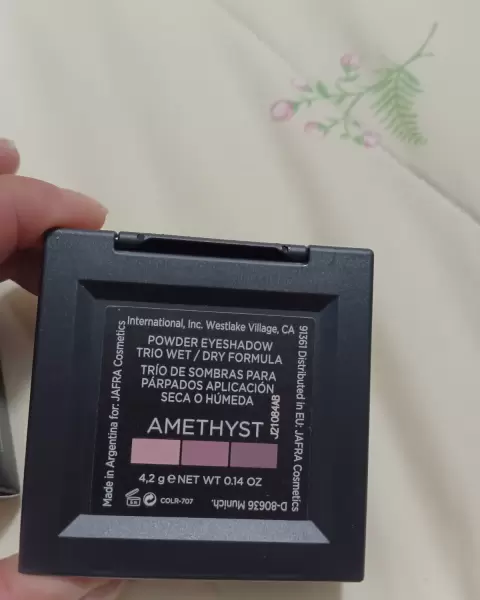 Made in Argentina for: JAFRA Cosmetics
International, Inc. Westlake Village, CA
91361 Distributed in EU: JAFRA Cosmetics
D-80636 Munich.
POWDER EYESHADOW
TRIO WET / DRY FORMULA
TRÍO DE SOMBRAS PARA
PÁRPADOS APLICACIÓN
SECA O HÚMEDA
AMETHYST
J21084A8
4,2 g e NET WT 0.14 OZ
COLR-707